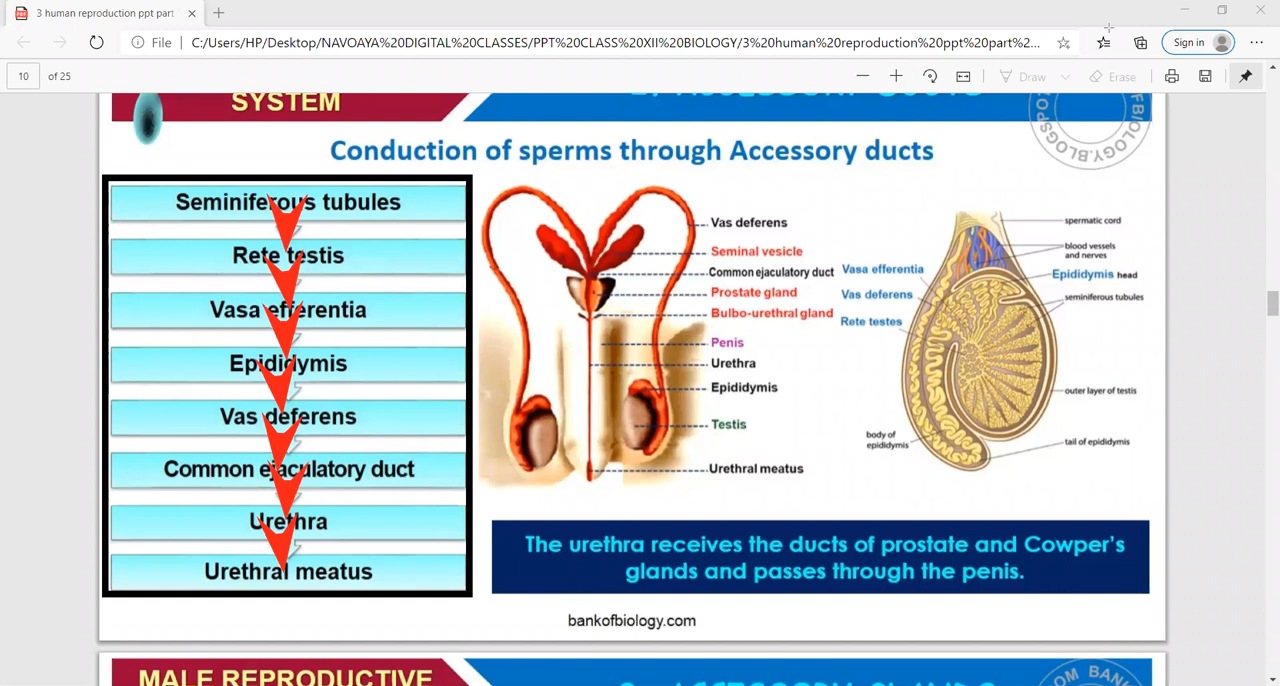 3 human reproduction ppt part
File
C:/Users/HP/Desktop/NAVOAYA%20DIGITAL%20CLASSES/PPT%20CLASS%20XII%20BIOLOGY/3%20human%20reproduction%20ppt%20part%2...
Sign in
10 of 25
Draw
Erase
SYSTEM
Conduction of sperms through Accessory ducts
Seminiferous tubules
Rete testis
Vasa efferentia
Epididymis
Vas deferens
Common ejaculatory duct
Urethra
Urethral meatus
Vas deferens
Seminal vesicle
Common ejaculatory duct
Prostate gland
Bulbo-urethral gland
Penis
Urethra
Epididymis
Testis
Urethral meatus
Vasa efferentia
Vas deferens
Rete testes
body of
epididymis
spermatic cord
blood vessels
and nerves
Epididymis head
seminiferous tubules
outer layer of testis
tail of epididymis
The urethra receives the ducts of prostate and Cowper's
glands and passes through the penis.
bankofbiology.com
MALE REPRODUCTIVE